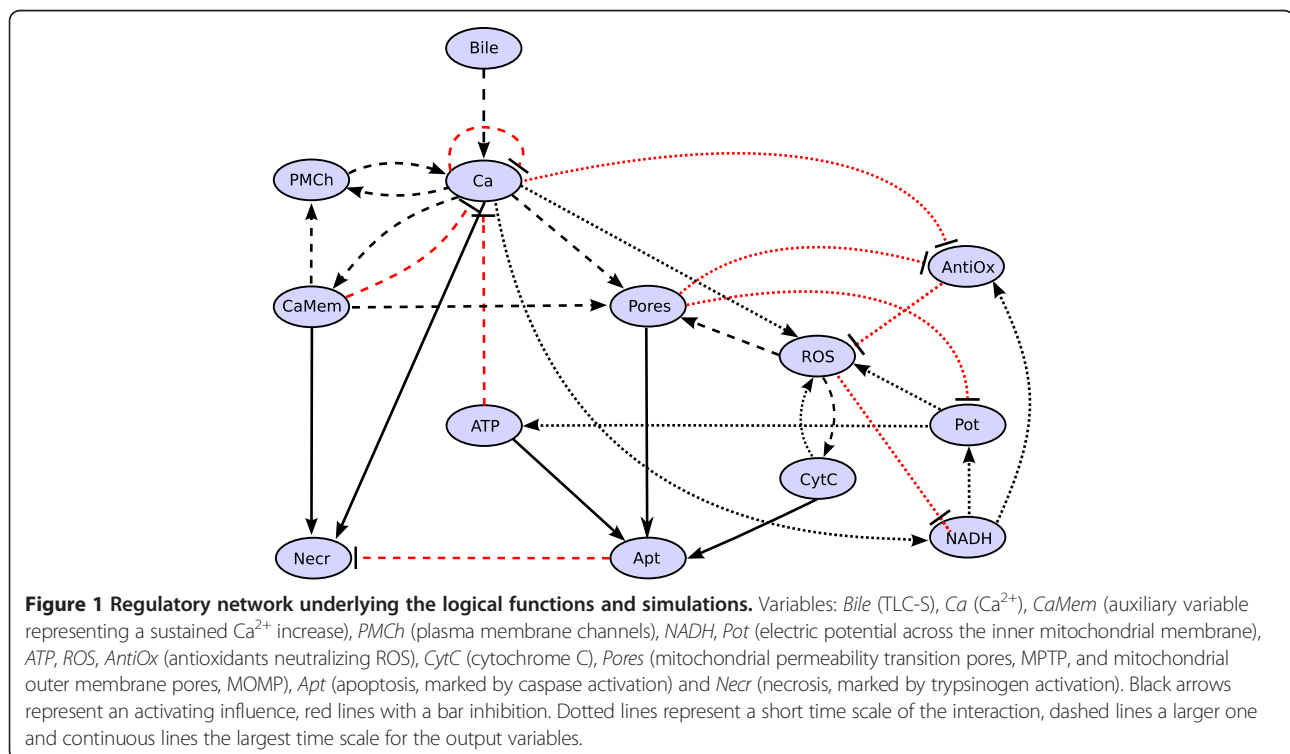 Bile
PMCh
Ca
AntiOx
CaMem
Pores
ROS
ATP
Pot
CytC
NADH
Necr
Apt
Figure 1 Regulatory network underlying the logical functions and simulations. Variables: Bile (TLC-S), Ca (Ca²⁺), CaMem (auxiliary variable
representing a sustained Ca²⁺ increase), PMCh (plasma membrane channels), NADH, Pot (electric potential across the inner mitochondrial membrane),
ATP, ROS, AntiOx (antioxidants neutralizing ROS), CytC (cytochrome C), Pores (mitochondrial permeability transition pores, MPTP, and mitochondrial
outer membrane pores, MOMP), Apt (apoptosis, marked by caspase activation) and Necr (necrosis, marked by trypsinogen activation). Black arrows
represent an activating influence, red lines with a bar inhibition. Dotted lines represent a short time scale of the interaction, dashed lines a larger one
and continuous lines the largest time scale for the output variables.